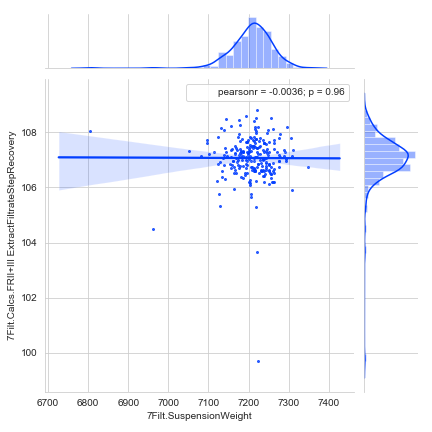 pearsonr = -0.0036; p = 0.96
108
106
104
102
100
98
7Filt.Calcs.FRII+III ExtractFiltrateStepRecovery
6700 6800 6900 7000 7100 7200 7300 7400
7Filt.SuspensionWeight